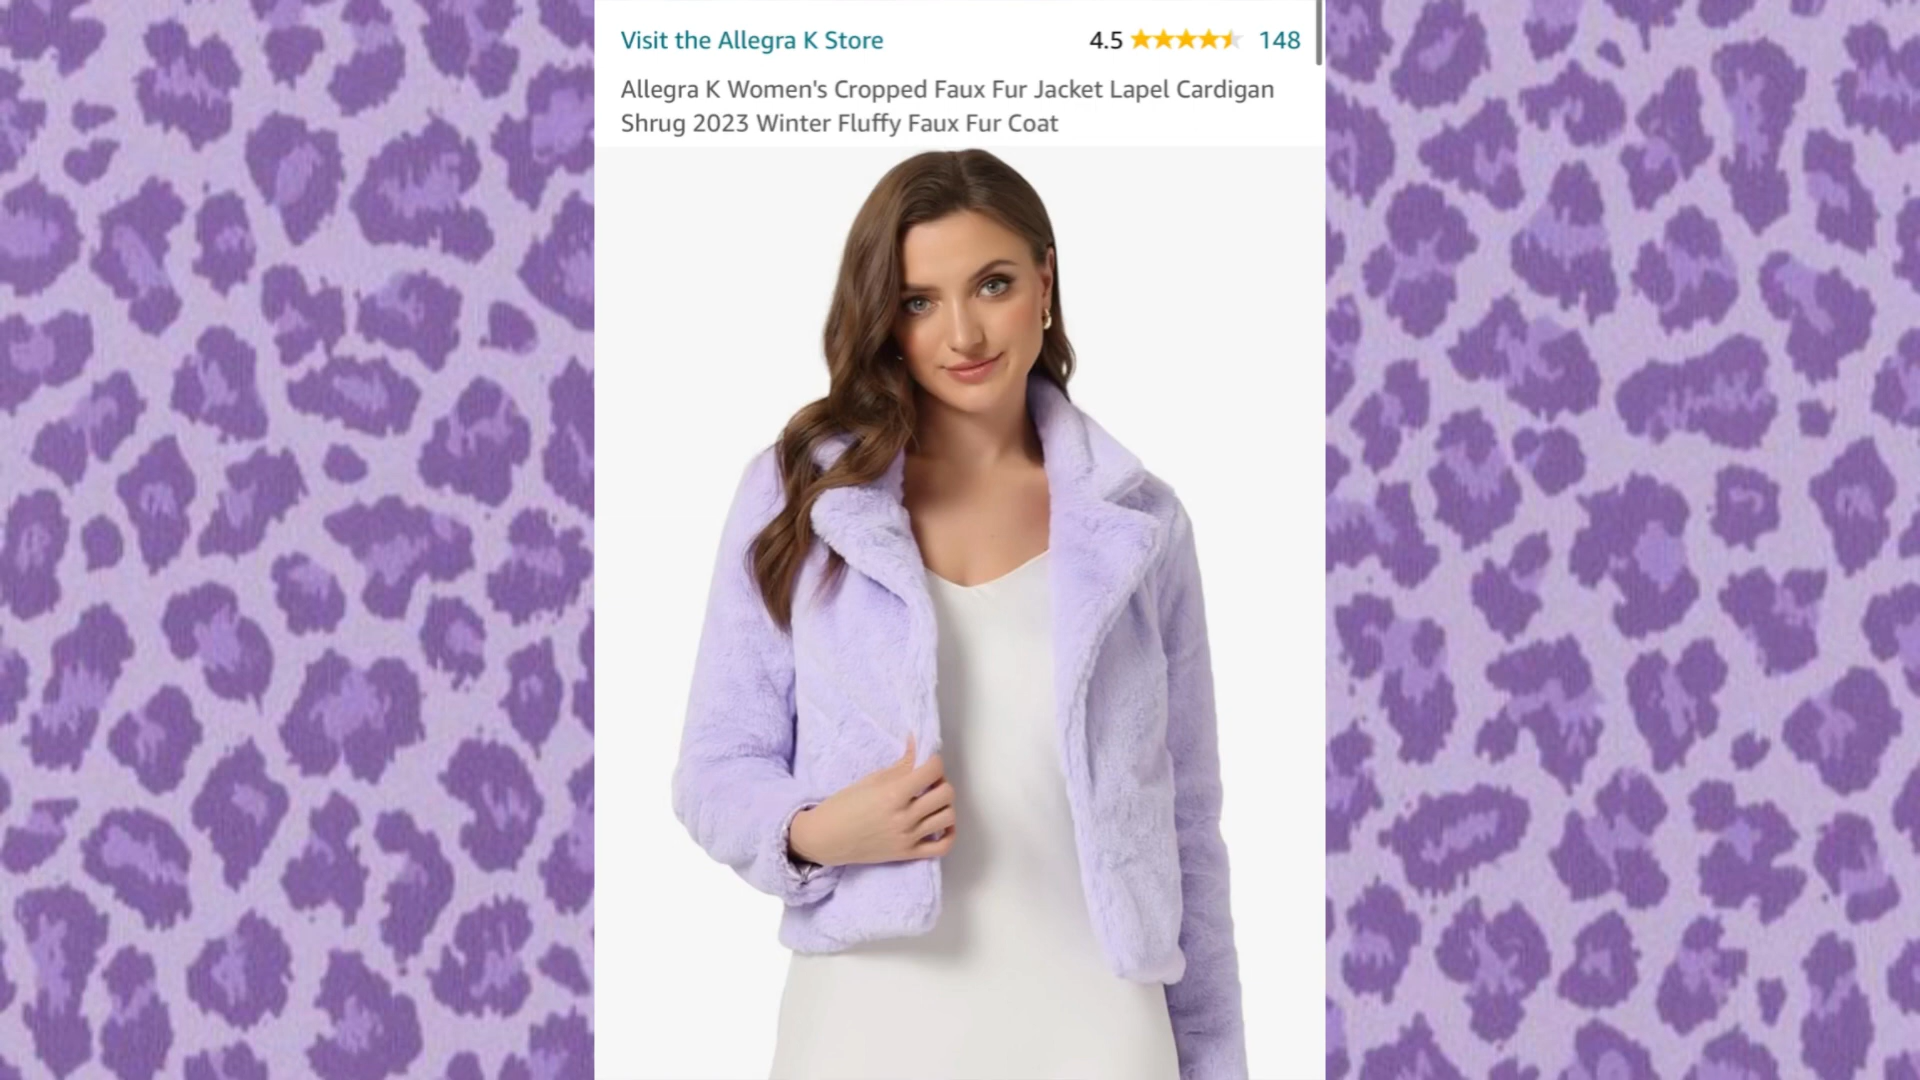 Visit the Allegra K Store
4.5 148
Allegra K Women's Cropped Faux Fur Jacket Lapel Cardigan
Shrug 2023 Winter Fluffy Faux Fur Coat